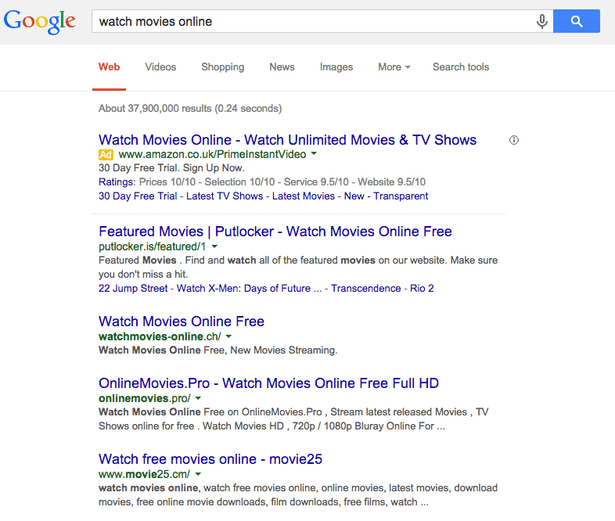 Google watch movies online
Web Videos Shopping News Images More Search tools
About 37,900,000 results (0.24 seconds)
Watch Movies Online - Watch Unlimited Movies & TV Shows
Ad www.amazon.co.uk/PrimeInstantVideo
30 Day Free Trial. Sign Up Now.
Ratings: Prices 10/10 - Selection 10/10 - Service 9.5/10 - Website 9.5/10
30 Day Free Trial - Latest TV Shows - Latest Movies - New - Transparent
Featured Movies | Putlocker - Watch Movies Online Free
putlocker.is/featured/1
Featured Movies . Find and watch all of the featured movies on our website. Make sure
you don't miss a hit.
22 Jump Street - Watch X-Men: Days of Future ... - Transcendence - Rio 2
Watch Movies Online Free
watchmovies-online.ch/
Watch Movies Online Free, New Movies Streaming.
OnlineMovies.Pro - Watch Movies Online Free Full HD
onlinemovies.pro/
Watch Movies Online Free on OnlineMovies.Pro , Stream latest released Movies , TV
Shows online for free . Watch Movies HD , 720p / 1080p Bluray Online For ...
Watch free movies online - movie25
www.movie25.cm/
watch movies online, watch free movies online, online movies, latest movies, download
movies, free online movie downloads, film downloads, free films, watch ...